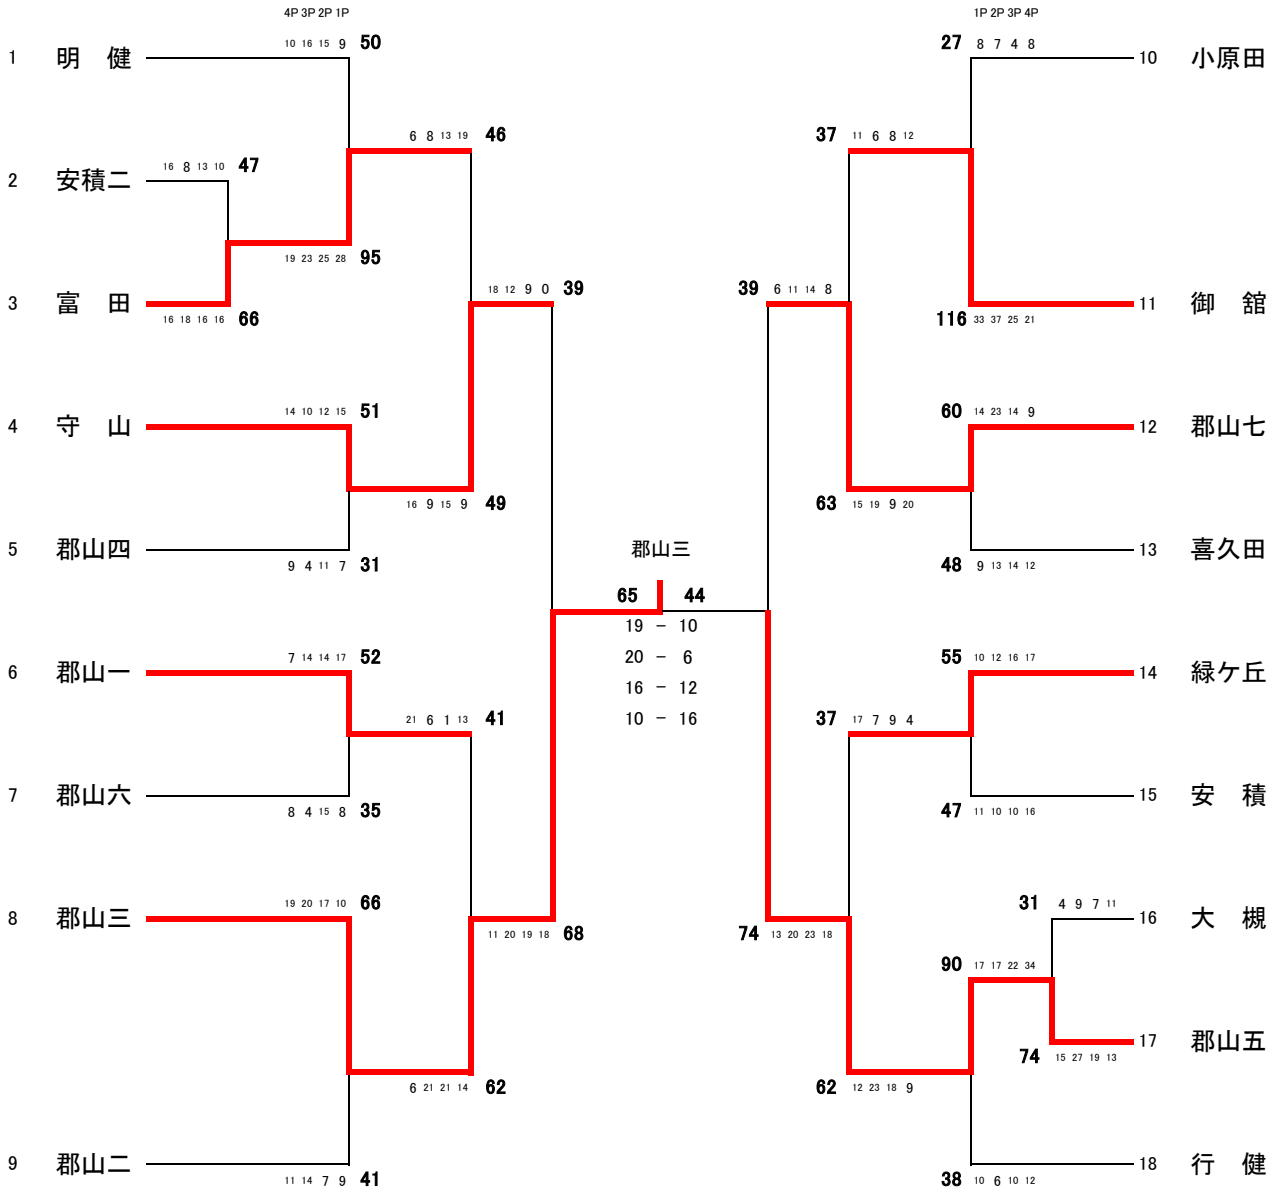 4P 3P 2P 1P
1P 2P 3P 4P
10 16 15 9 50
27 8 7 4 8
1 明　健
10 小原田
6 8 13 19 46
37 11 6 8 12
16 8 13 10 47
2 安積二
19 23 25 28 95
18 12 9 0 39
39 6 11 14 8
3 富　田
11 御　舘
16 18 16 16 66
116 33 37 25 21
14 10 12 15 51
60 14 23 14 9
4 守　山
12 郡山七
16 9 15 9 49
63 15 19 9 20
5 郡山四
郡山三
13 喜久田
9 4 11 7 31
48 9 13 14 12
65 44
19 － 10
20 － 6
16 － 12
10 － 16
7 14 14 17 52
55 10 12 16 17
6 郡山一
14 緑ケ丘
21 6 1 13 41
37 17 7 9 4
7 郡山六
15 安　積
8 4 15 8 35
47 11 10 10 16
19 20 17 10 66
31 4 9 7 11
8 郡山三
16 大　槻
11 20 19 18 68
74 13 20 23 18
90 17 17 22 34
17 郡山五
74 15 27 19 13
6 21 21 14 62
62 12 23 18 9
9 郡山二
18 行　健
11 14 7 9 41
38 10 6 10 12